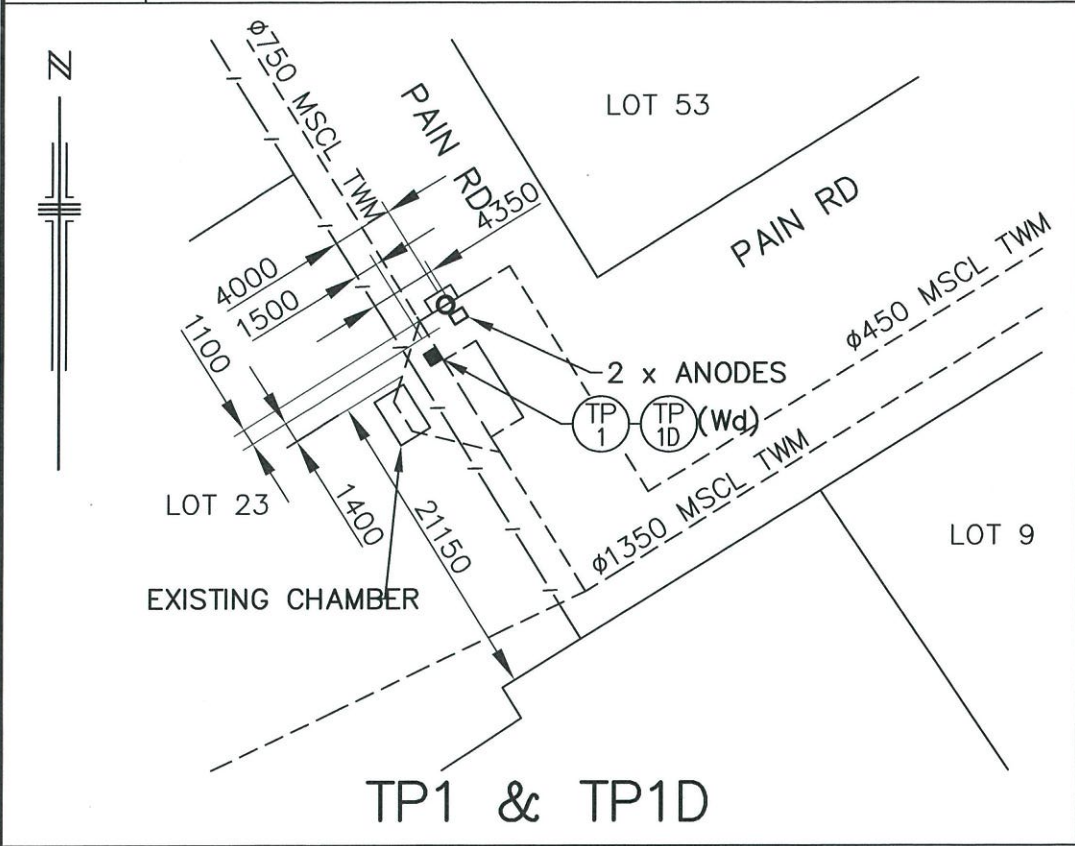 N
ø750 MSCL TWM
PAIN RD
LOT 53
PAIN RD
4350
4000
1500
1100
ø450 MSCL TWM
2 x ANODES
TP 1
TP 1D
(Wd)
LOT 23
1400
21150
ø1350 MSCL TWM
LOT 9
EXISTING CHAMBER
TP1 & TP1D